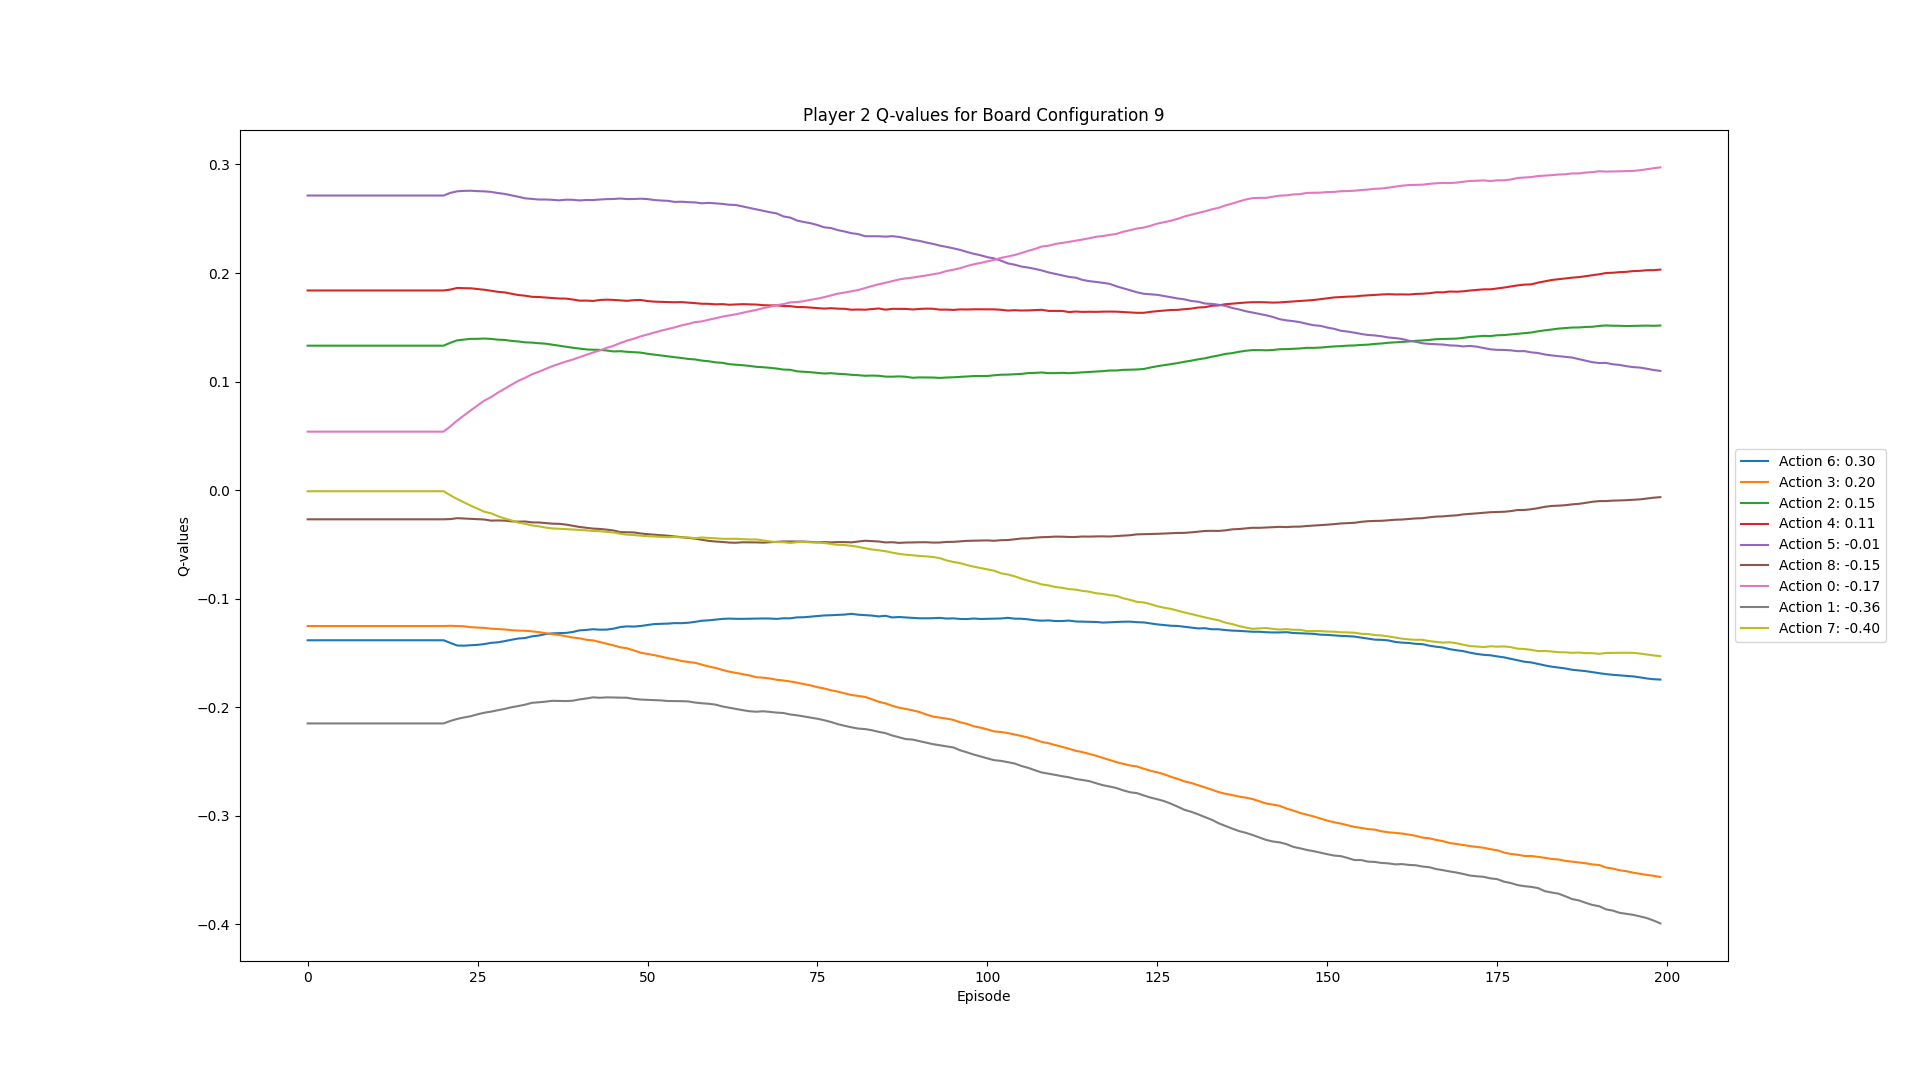 Player 2 Q-values for Board Configuration 9
0.3
0.2
0.1
0.0
−0.1
−0.2
−0.3
−0.4
Q-values
0 25 50 75 100 125 150 175 200
Episode
Action 6: 0.30
Action 3: 0.20
Action 2: 0.15
Action 4: 0.11
Action 5: -0.01
Action 8: -0.15
Action 0: -0.17
Action 1: -0.36
Action 7: -0.40